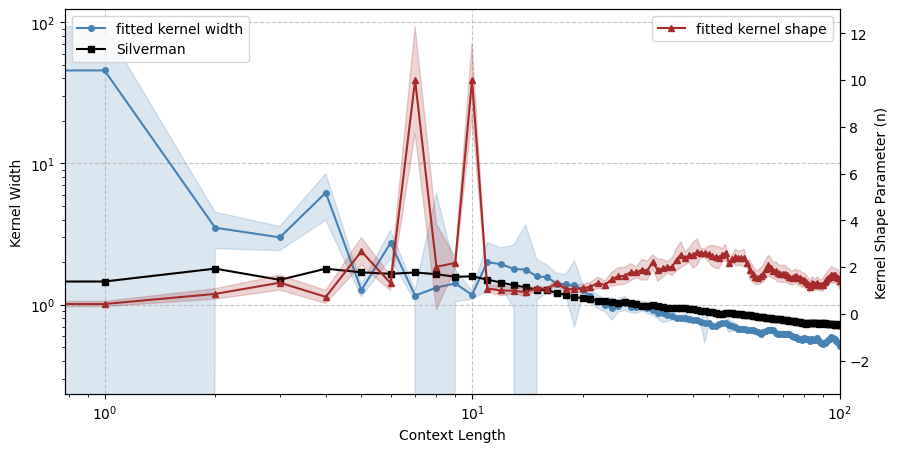 fitted kernel width
Silverman
fitted kernel shape
Kernel Width
10²
10¹
10⁰
12
10
8
6
4
2
0
−2
Kernel Shape Parameter (n)
10⁰
10¹
10²
Context Length